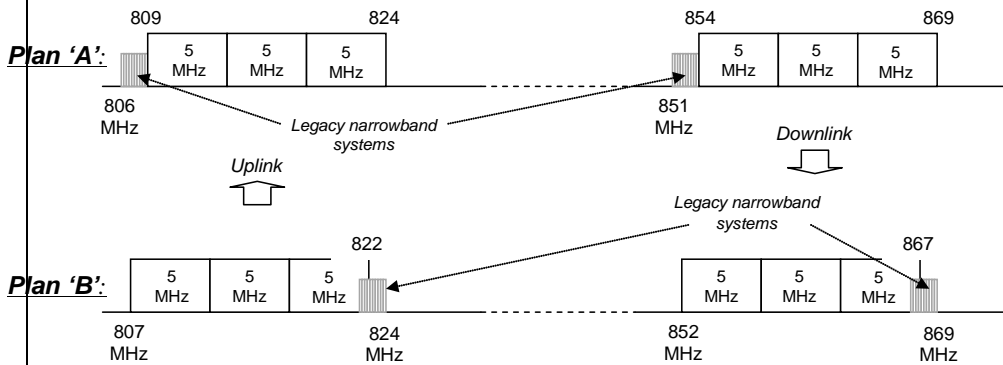 809 824 854 869
Plan 'A':
5 MHz 5 MHz 5 MHz 5 MHz 5 MHz 5 MHz
806 MHz 851 MHz
Legacy narrowband systems
Downlink
Uplink
Legacy narrowband systems
822 867
Plan 'B':
5 MHz 5 MHz 5 MHz 5 MHz 5 MHz 5 MHz
807 MHz 824 MHz 852 MHz 869 MHz